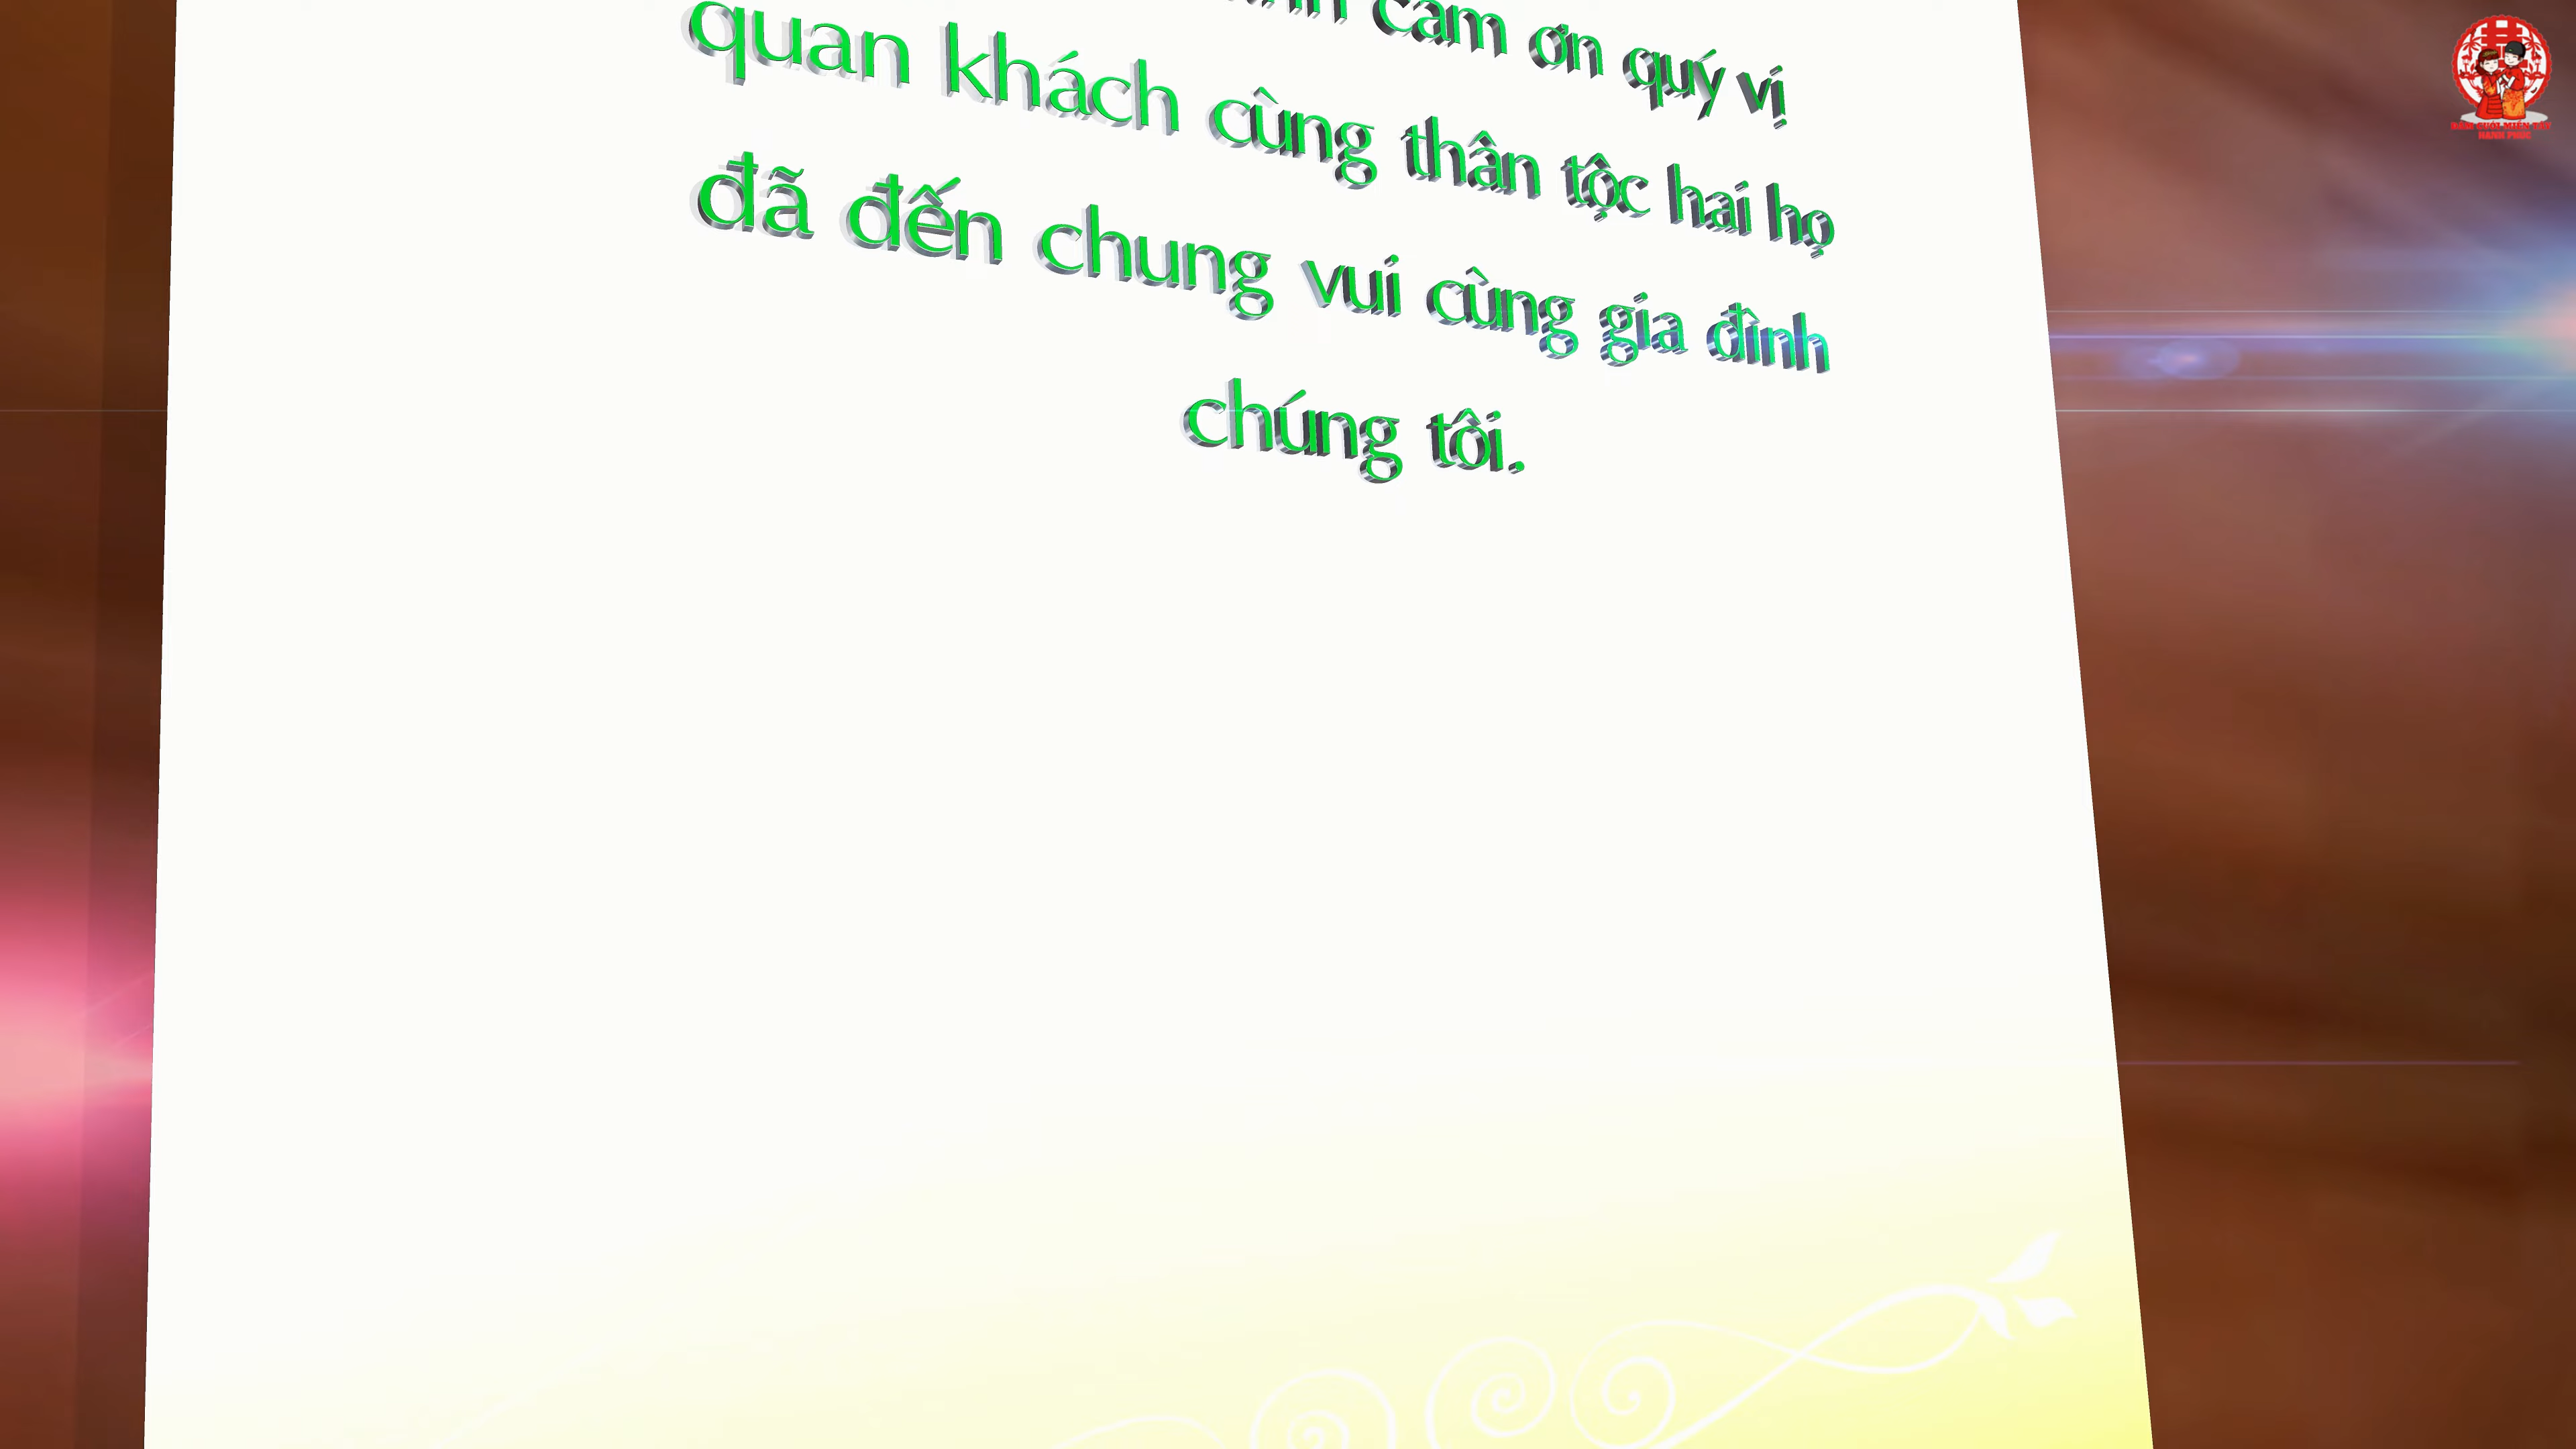 cảm ơn quý vị
quan khách cùng thân tộc hai họ
đã đến chung vui cùng gia đình
chúng tôi.